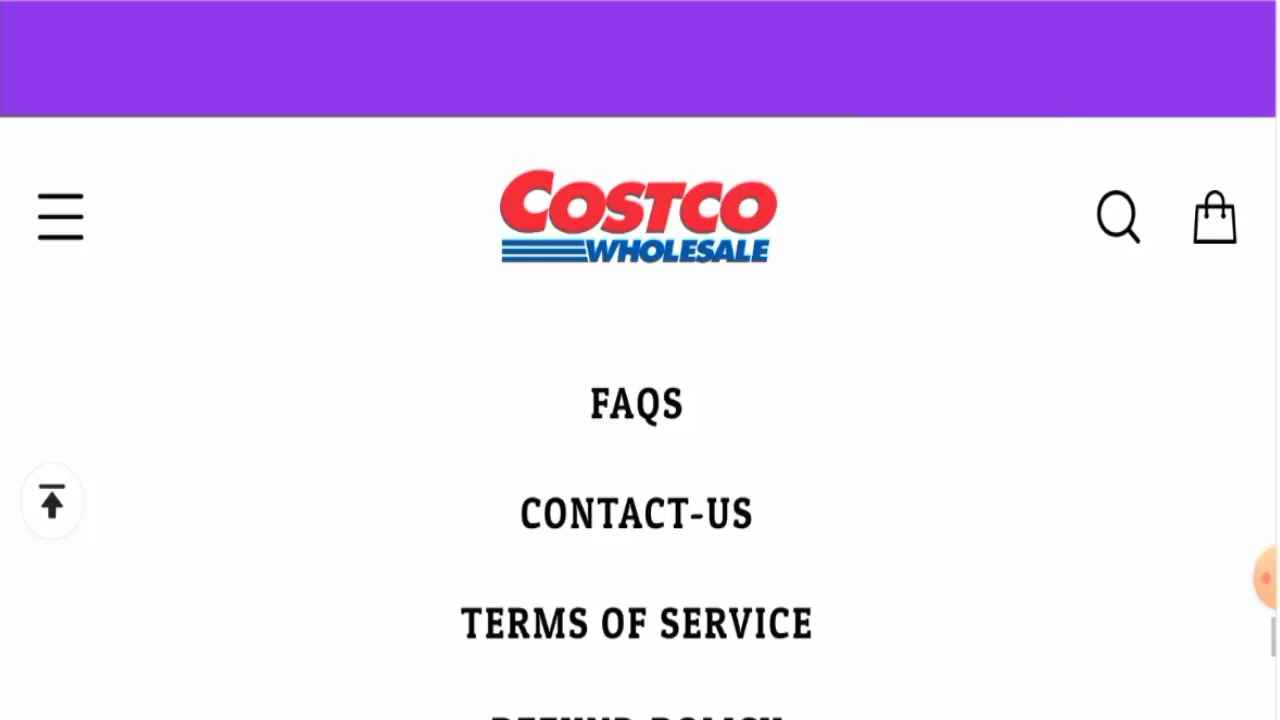 COSTCO
WHOLESALE
FAQS
CONTACT-US
TERMS OF SERVICE